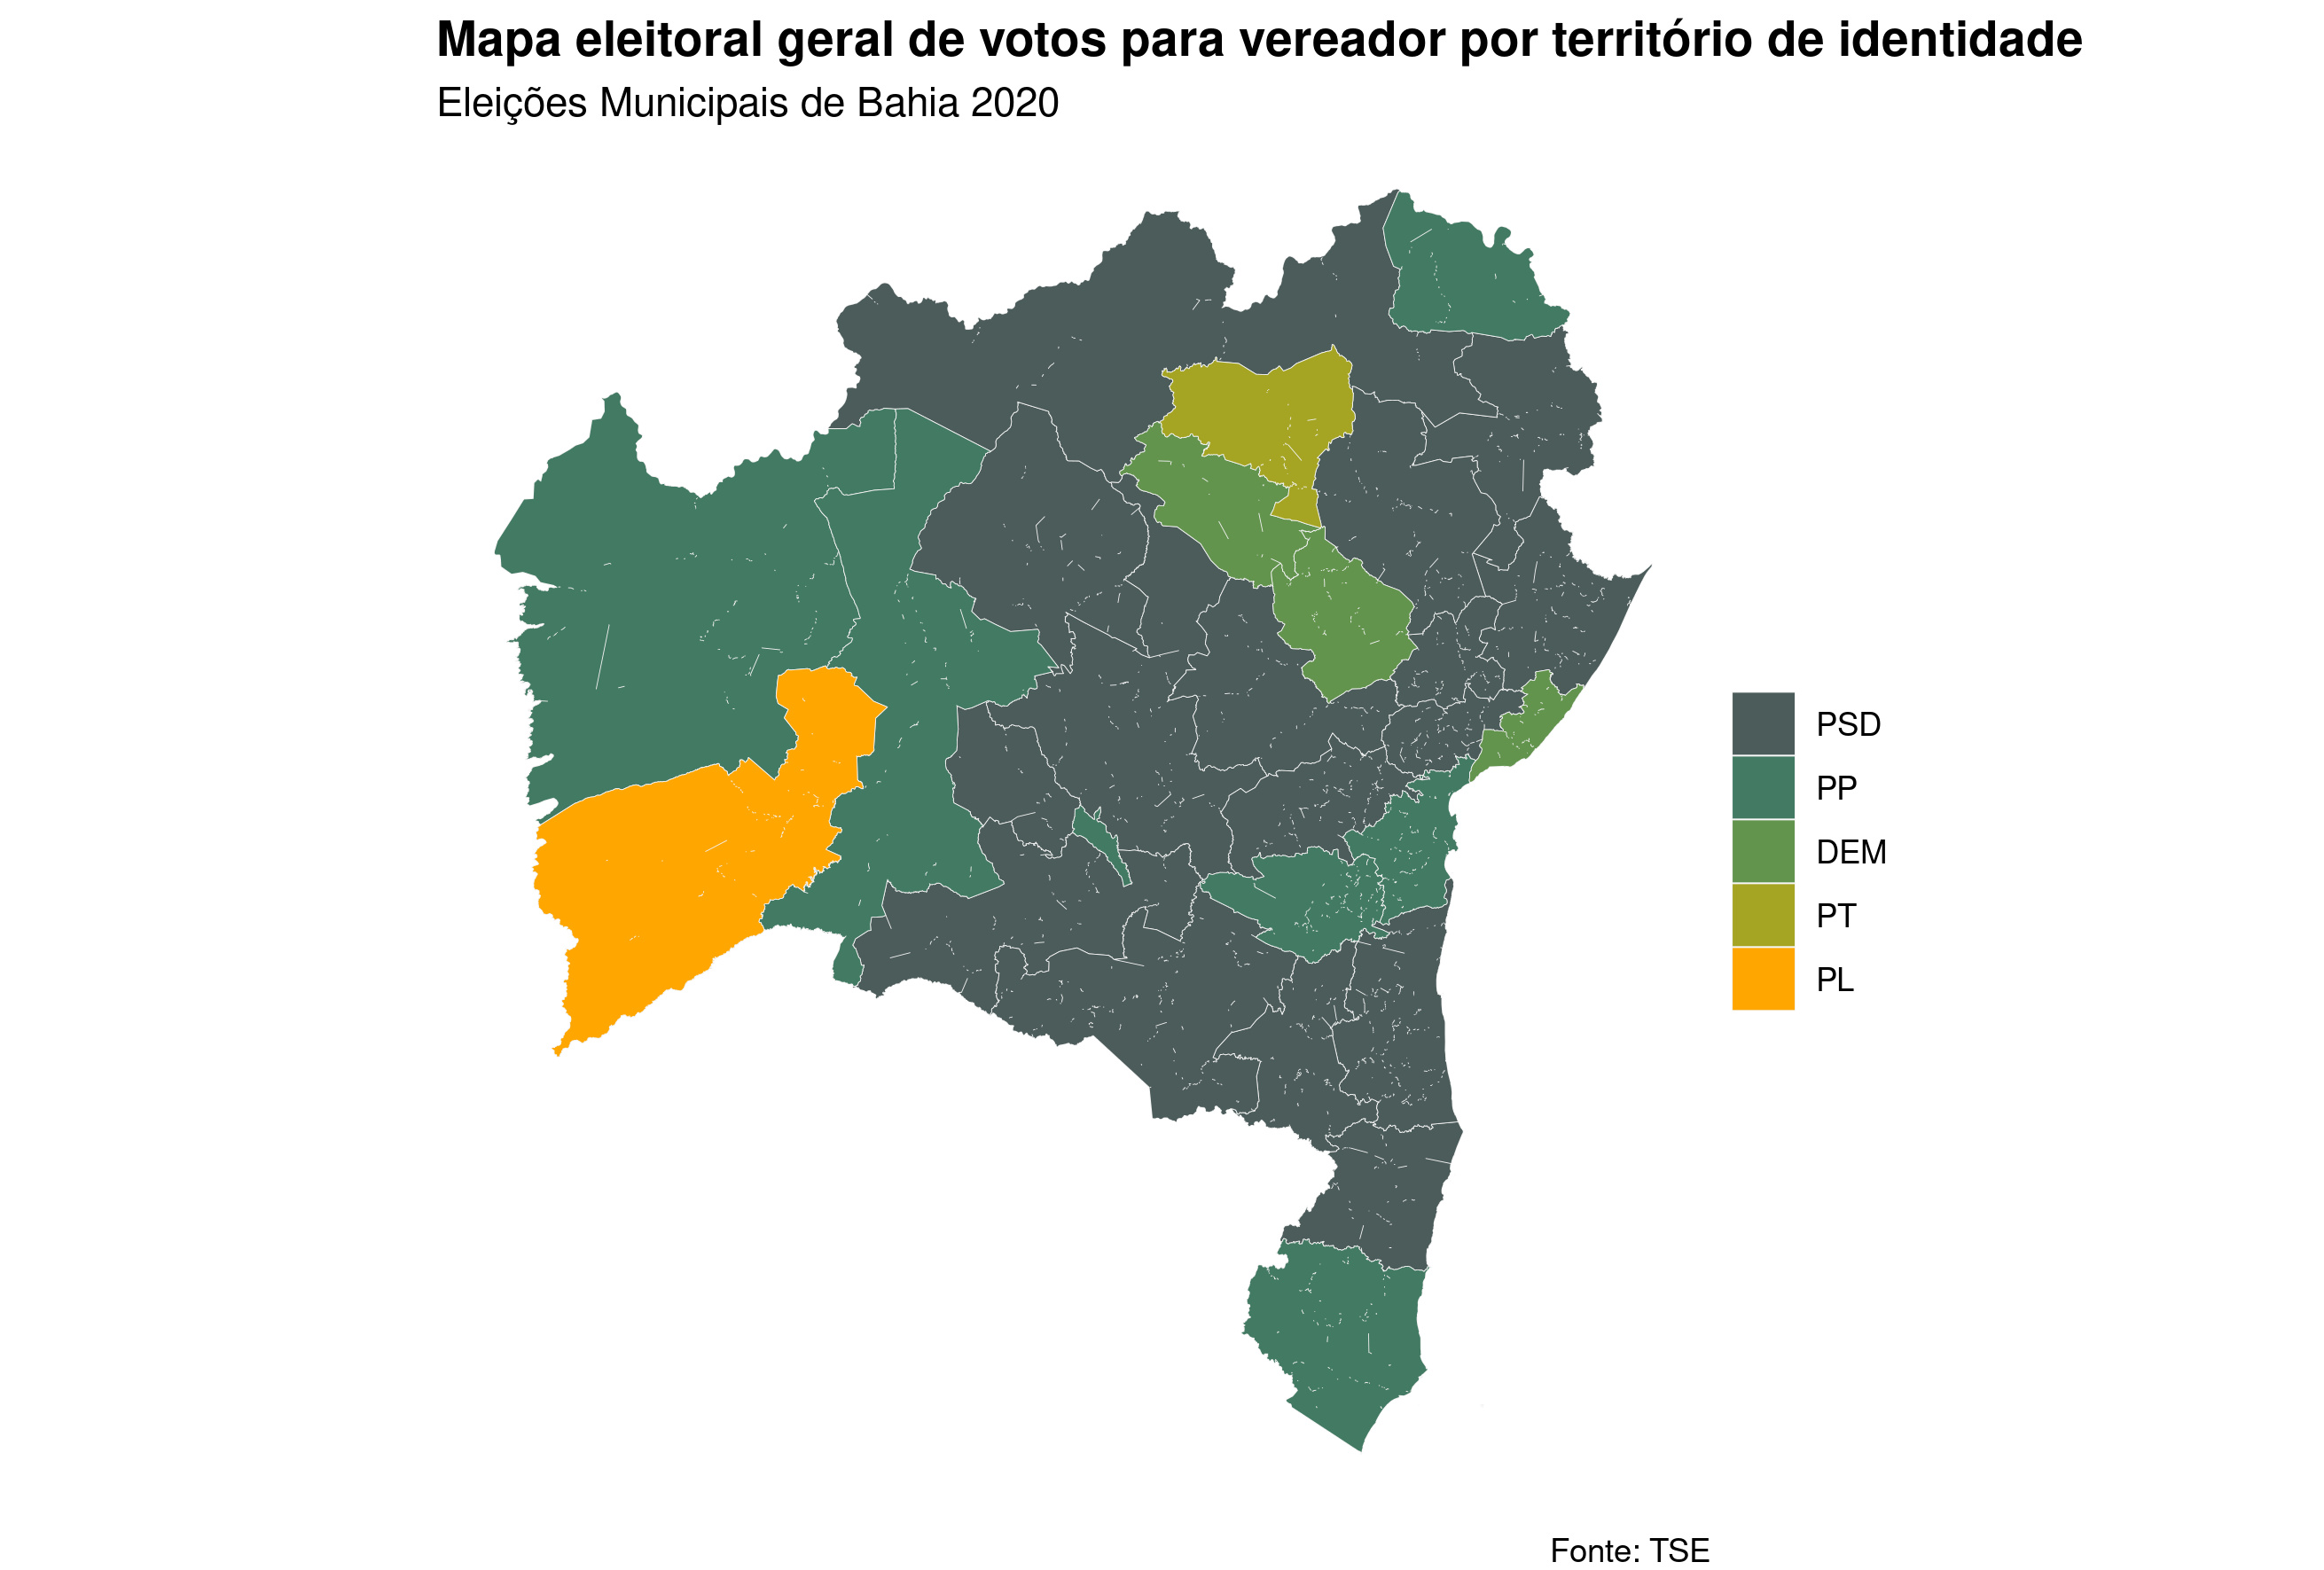 Mapa eleitoral geral de votos para vereador por território de identidade
Eleições Municipais de Bahia 2020
PSD
PP
DEM
PT
PL
Fonte: TSE